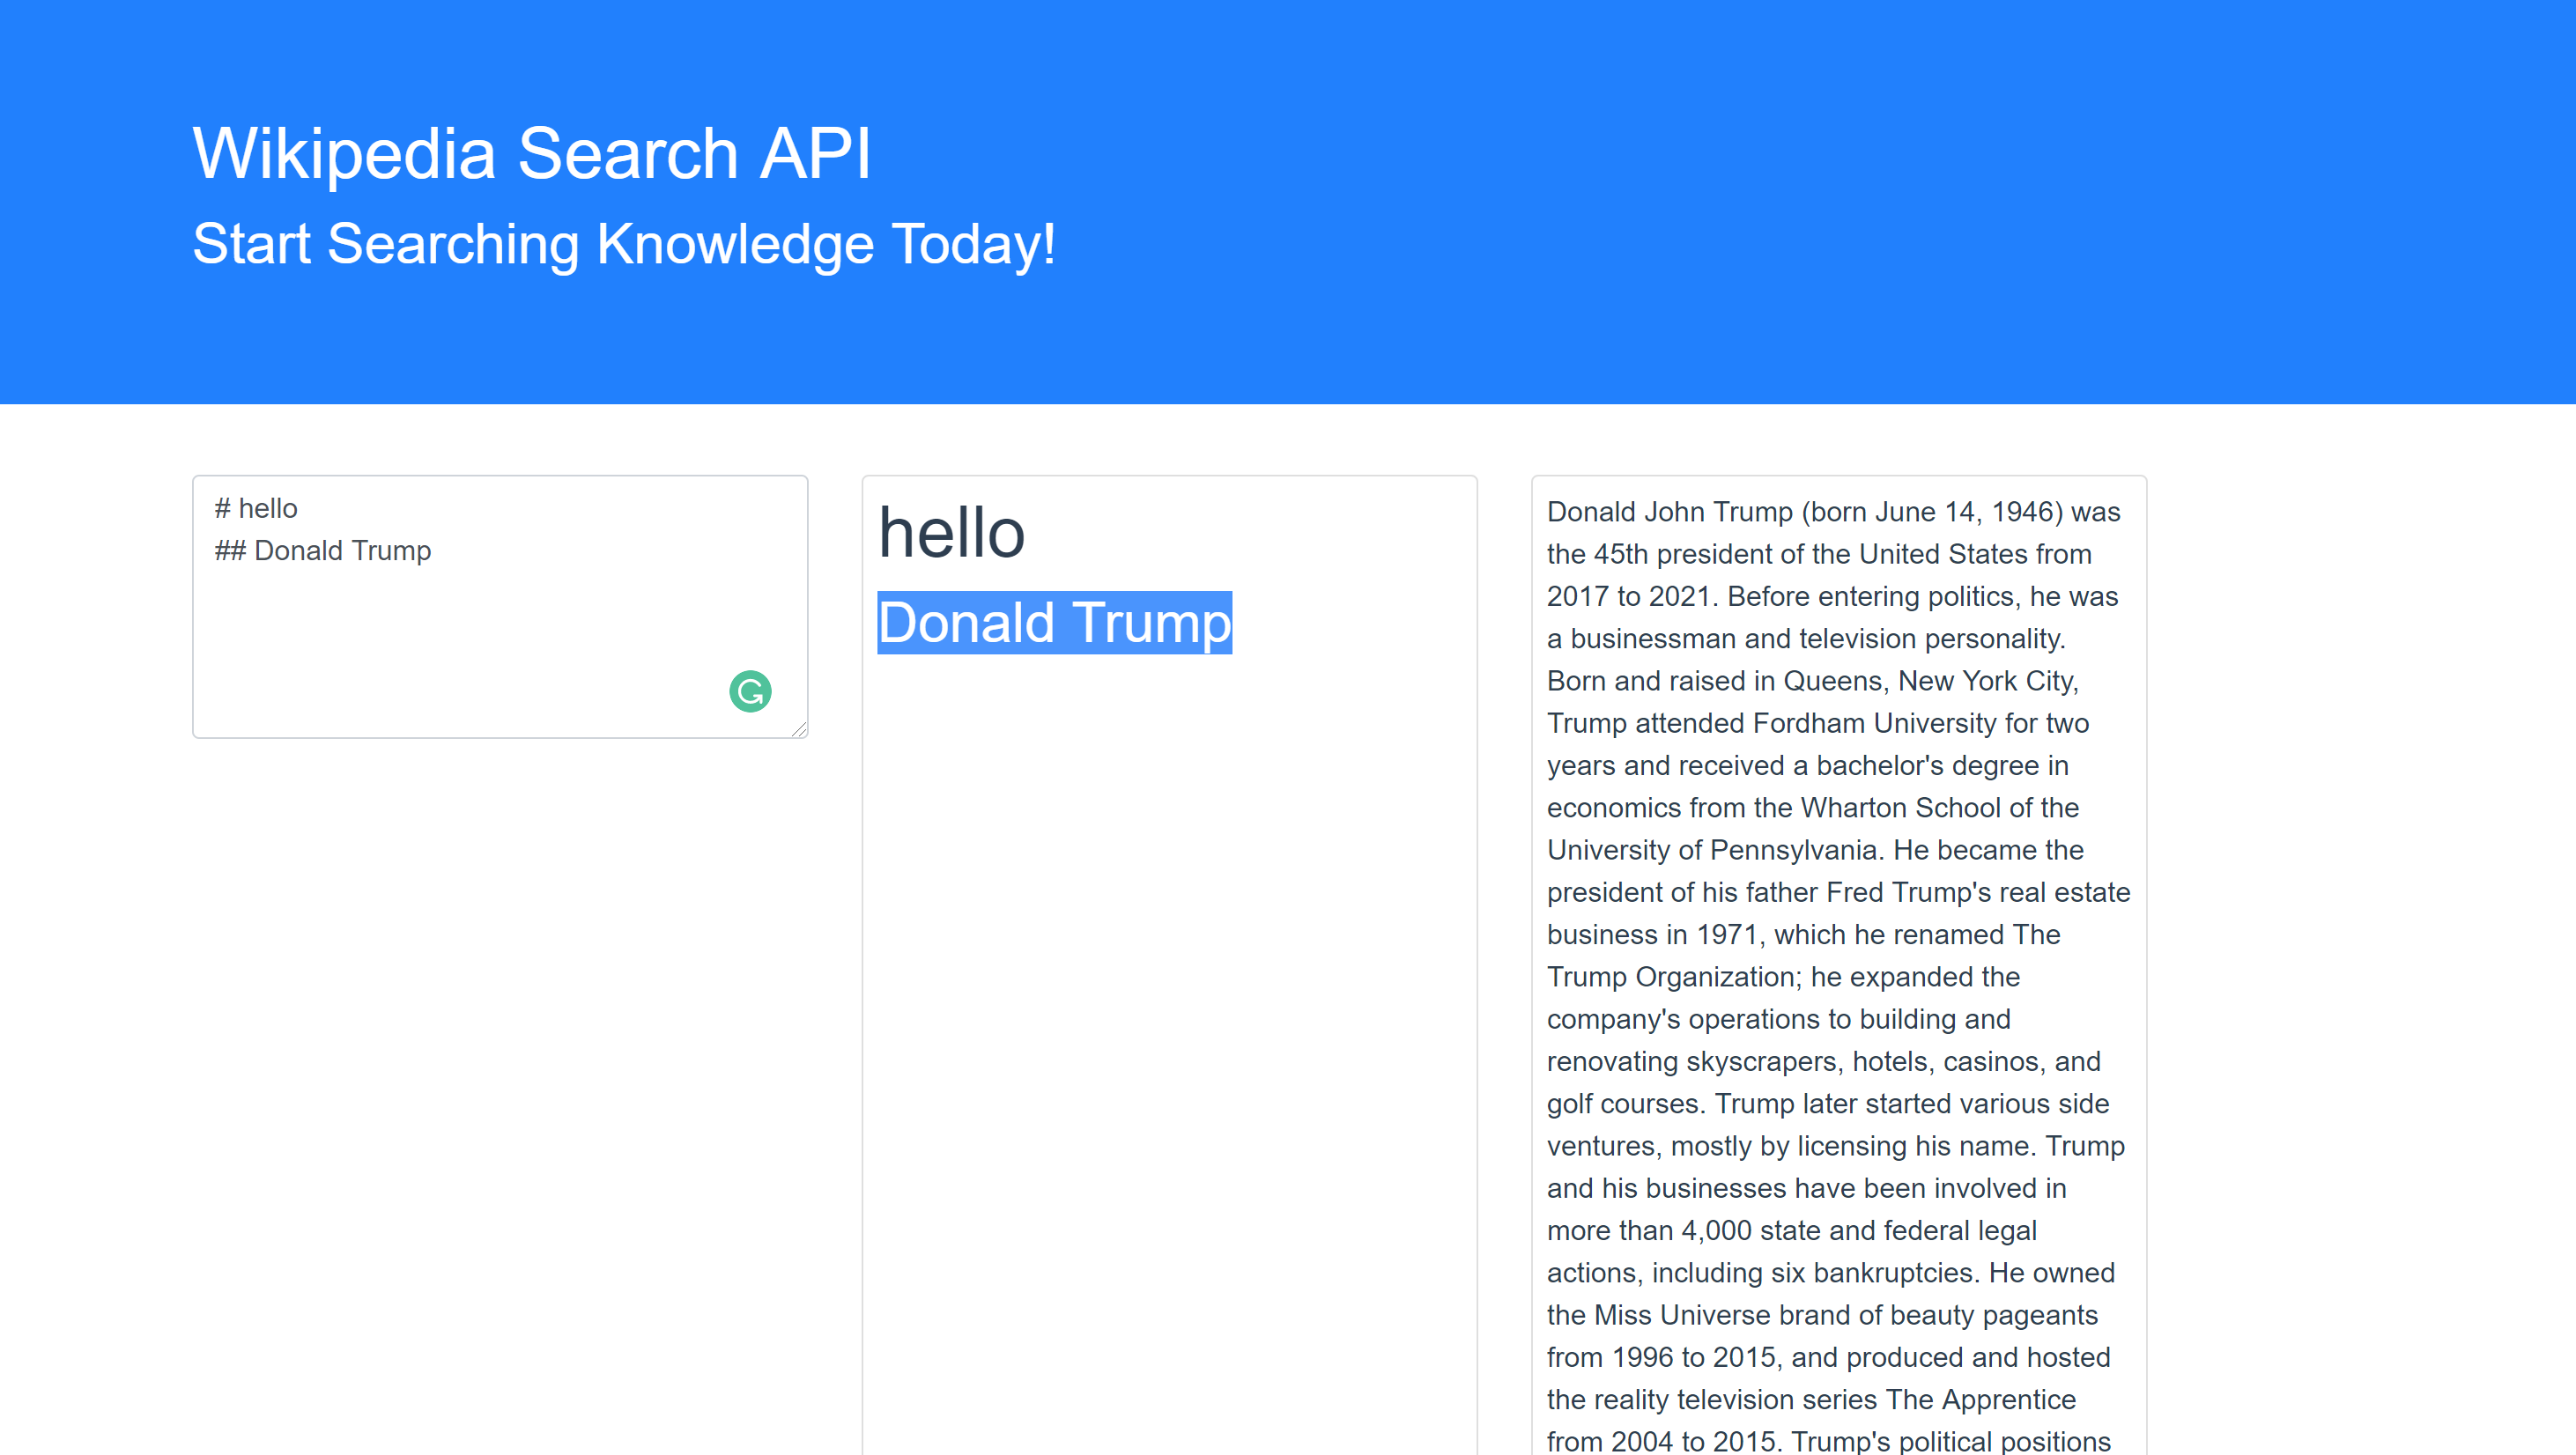 Wikipedia Search API
Start Searching Knowledge Today!
# hello
## Donald Trump
hello
Donald Trump
Donald John Trump (born June 14, 1946) was
the 45th president of the United States from
2017 to 2021. Before entering politics, he was
a businessman and television personality.
Born and raised in Queens, New York City,
Trump attended Fordham University for two
years and received a bachelor's degree in
economics from the Wharton School of the
University of Pennsylvania. He became the
president of his father Fred Trump's real estate
business in 1971, which he renamed The
Trump Organization; he expanded the
company's operations to building and
renovating skyscrapers, hotels, casinos, and
golf courses. Trump later started various side
ventures, mostly by licensing his name. Trump
and his businesses have been involved in
more than 4,000 state and federal legal
actions, including six bankruptcies. He owned
the Miss Universe brand of beauty pageants
from 1996 to 2015, and produced and hosted
the reality television series The Apprentice
from 2004 to 2015. Trump's political positions